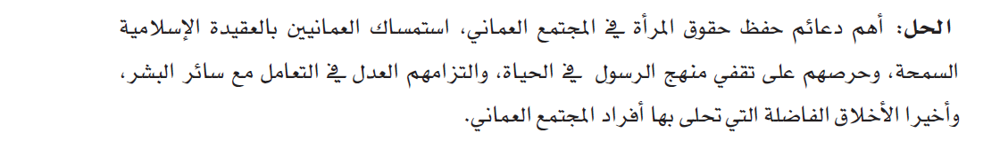 الحل: أهم دعائم حفظ حقوق المرأة في المجتمع العماني، استمساك العمانيين بالعقيدة الإسلامية
السمحة، وحرصهم على تقفي منهج الرسول في الحياة، والتزامهم العدل في التعامل مع سائر البشر،
وأخيرا الأخلاق الفاضلة التي تحلى بها أفراد المجتمع العماني.